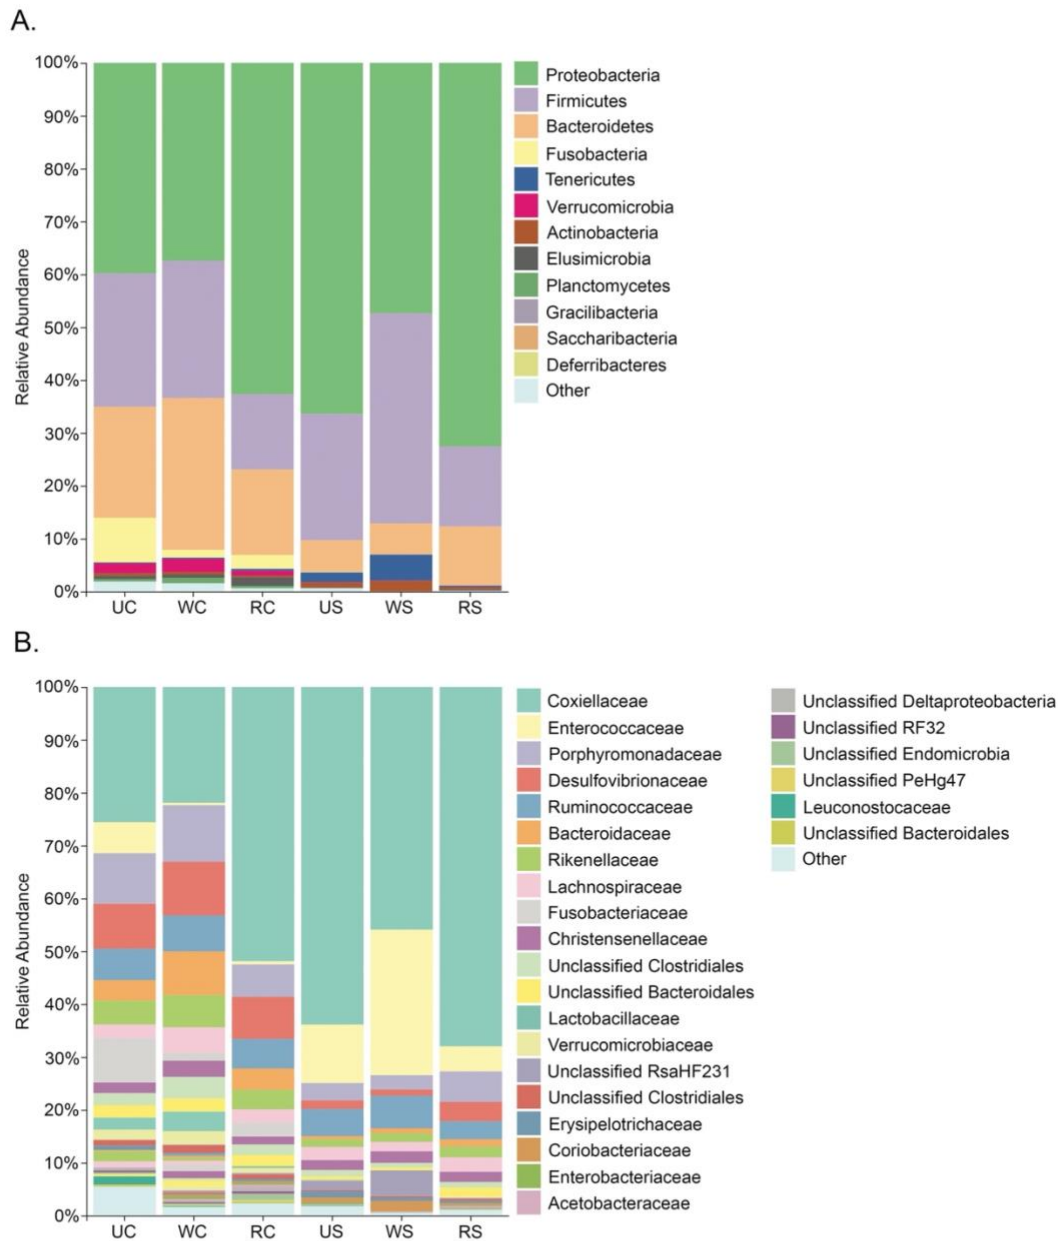 A.
Relative Abundance
100%
90%
80%
70%
60%
50%
40%
30%
20%
10%
0%
UC WC RC US WS RS
Proteobacteria
Firmicutes
Bacteroidetes
Fusobacteria
Tenericutes
Verrucomicrobia
Actinobacteria
Elusimicrobia
Planctomycetes
Gracilibacteria
Saccharibacteria
Deferribacteres
Other
B.
Relative Abundance
100%
90%
80%
70%
60%
50%
40%
30%
20%
10%
0%
UC WC RC US WS RS
Coxiellaceae
Enterococcaceae
Porphyromonadaceae
Desulfovibrionaceae
Ruminococcaceae
Bacteroidaceae
Rikenellaceae
Lachnospiraceae
Fusobacteriaceae
Christensenellaceae
Unclassified Clostridiales
Unclassified Bacteroidales
Lactobacillaceae
Verrucomicrobiaceae
Unclassified RsaHF231
Unclassified Clostridiales
Erysipelotrichaceae
Coriobacteriaceae
Enterobacteriaceae
Acetobacteraceae
Unclassified Deltaproteobacteria
Unclassified RF32
Unclassified Endomicrobia
Unclassified PeHg47
Leuconostocaceae
Unclassified Bacteroidales
Other